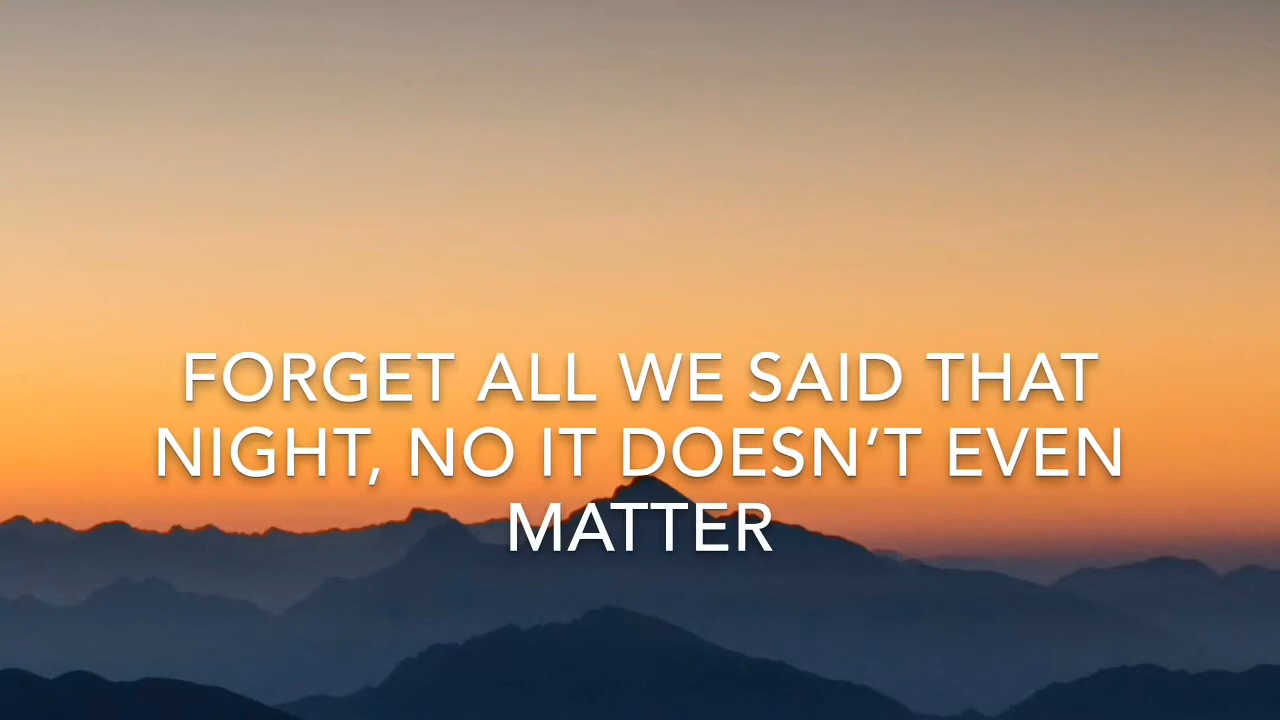 FORGET ALL WE SAID THAT
NIGHT, NO IT DOESN’T EVEN
MATTER